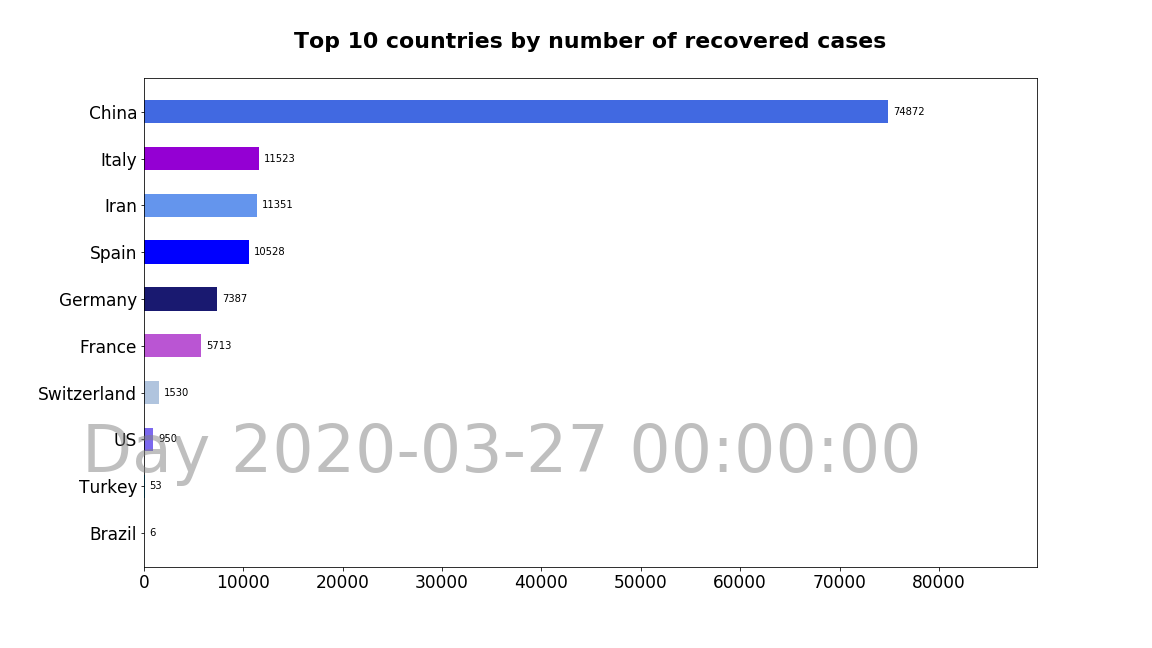 Top 10 countries by number of recovered cases
China 74872
Italy 11523
Iran 11351
Spain 10528
Germany 7387
France 5713
Switzerland 1530
US 950
Day 2020-03-27 00:00:00
Turkey 53
Brazil 6
0 10000 20000 30000 40000 50000 60000 70000 80000